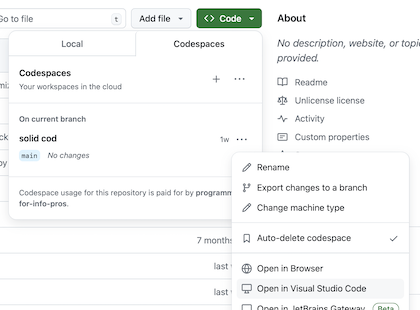 Go to file t Add file Code
About
No description, website, or topics
provided.
Local Codespaces
Codespaces
Your workspaces in the cloud
Readme
Unlicense license
Activity
Custom properties
On current branch
solid cod 1w
main No changes
Codespace usage for this repository is paid for by programm
for-info-pros.
Rename
Export changes to a branch
Change machine type
Auto-delete codespace
Open in Browser
Open in Visual Studio Code
Open in JetBrains Gateway Beta
7 months
last
last